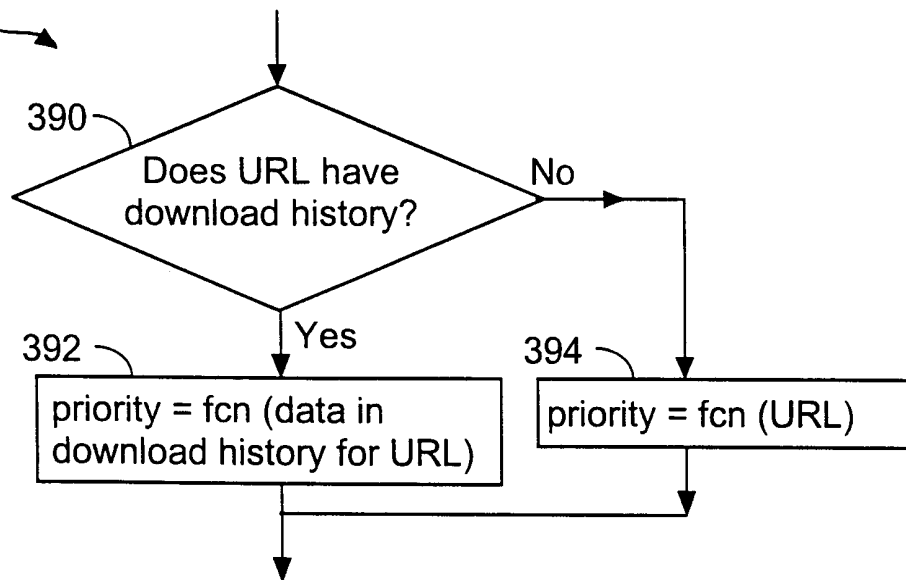 390
Does URL have
download history?
No
Yes
392
priority = fcn (data in
download history for URL)
394
priority = fcn (URL)